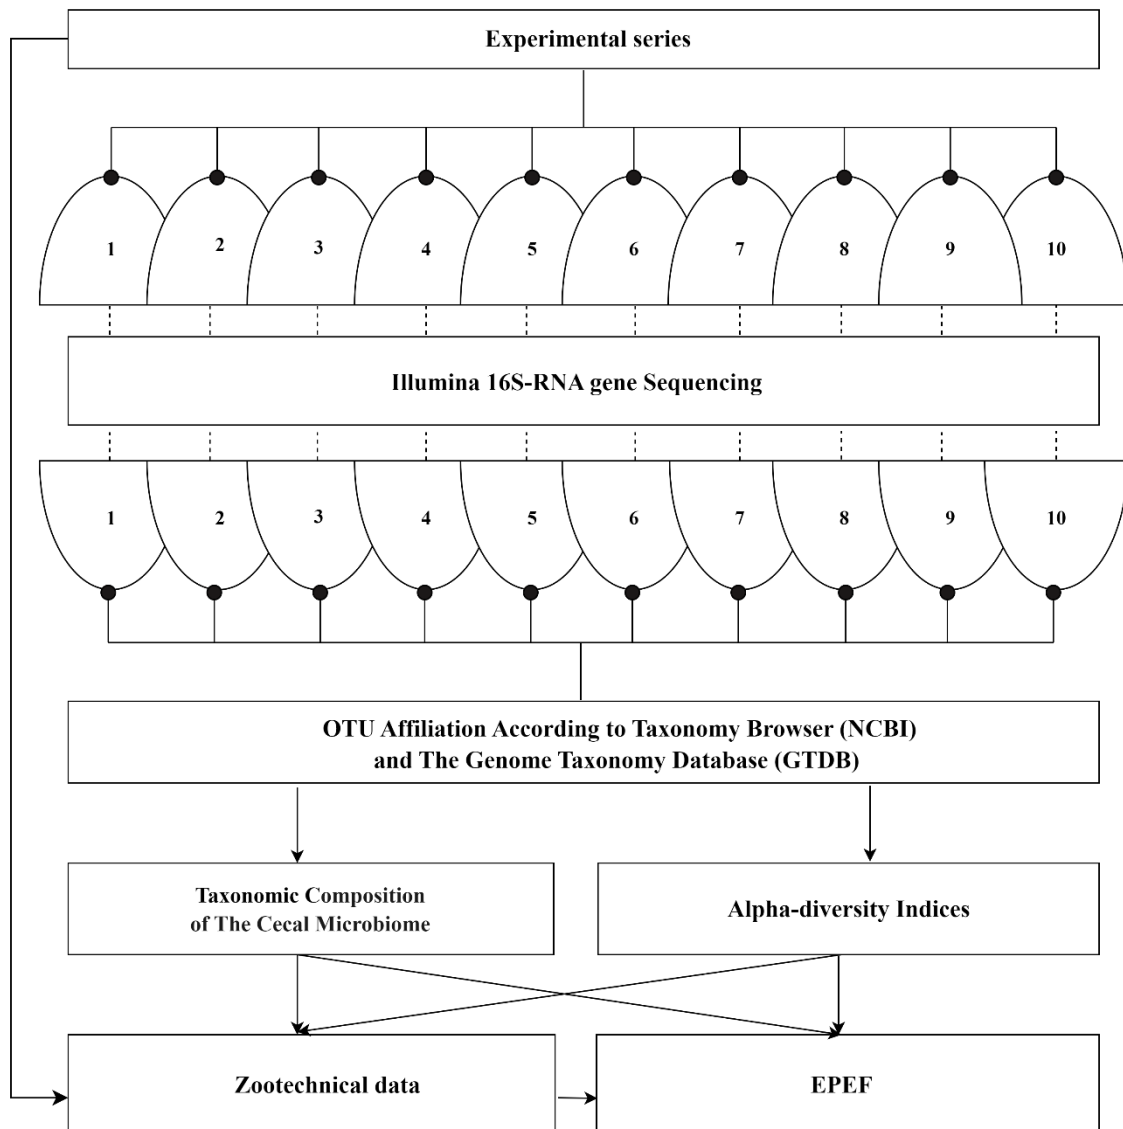 Experimental series
1 2 3 4 5 6 7 8 9 10
Illumina 16S-RNA gene Sequencing
1 2 3 4 5 6 7 8 9 10
OTU Affiliation According to Taxonomy Browser (NCBI)
and The Genome Taxonomy Database (GTDB)
Taxonomic Composition
of The Cecal Microbiome
Alpha-diversity Indices
Zootechnical data
EPEF